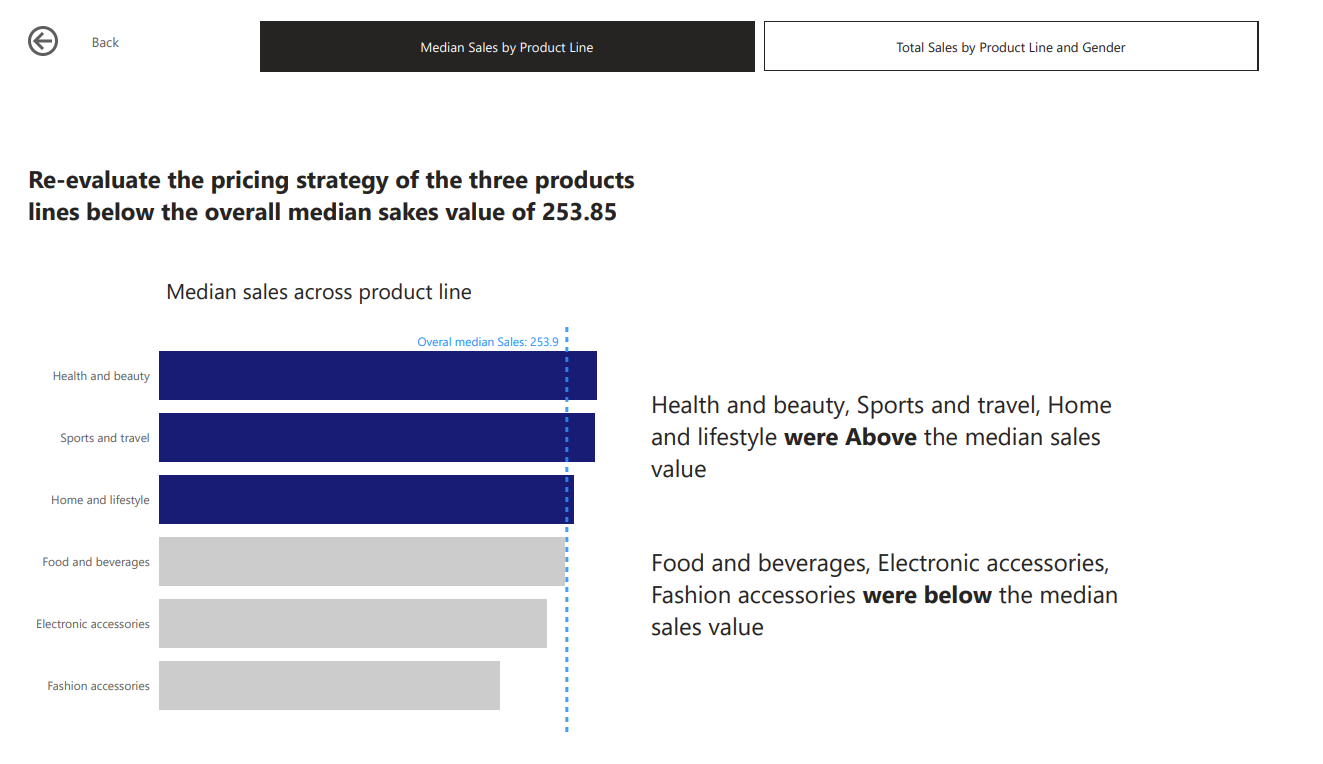 Back
Median Sales by Product Line
Total Sales by Product Line and Gender
Re-evaluate the pricing strategy of the three products
lines below the overall median sakes value of 253.85
Median sales across product line
Overal median Sales: 253.9
Health and beauty
Sports and travel
Home and lifestyle
Food and beverages
Electronic accessories
Fashion accessories
Health and beauty, Sports and travel, Home
and lifestyle were Above the median sales
value
Food and beverages, Electronic accessories,
Fashion accessories were below the median
sales value